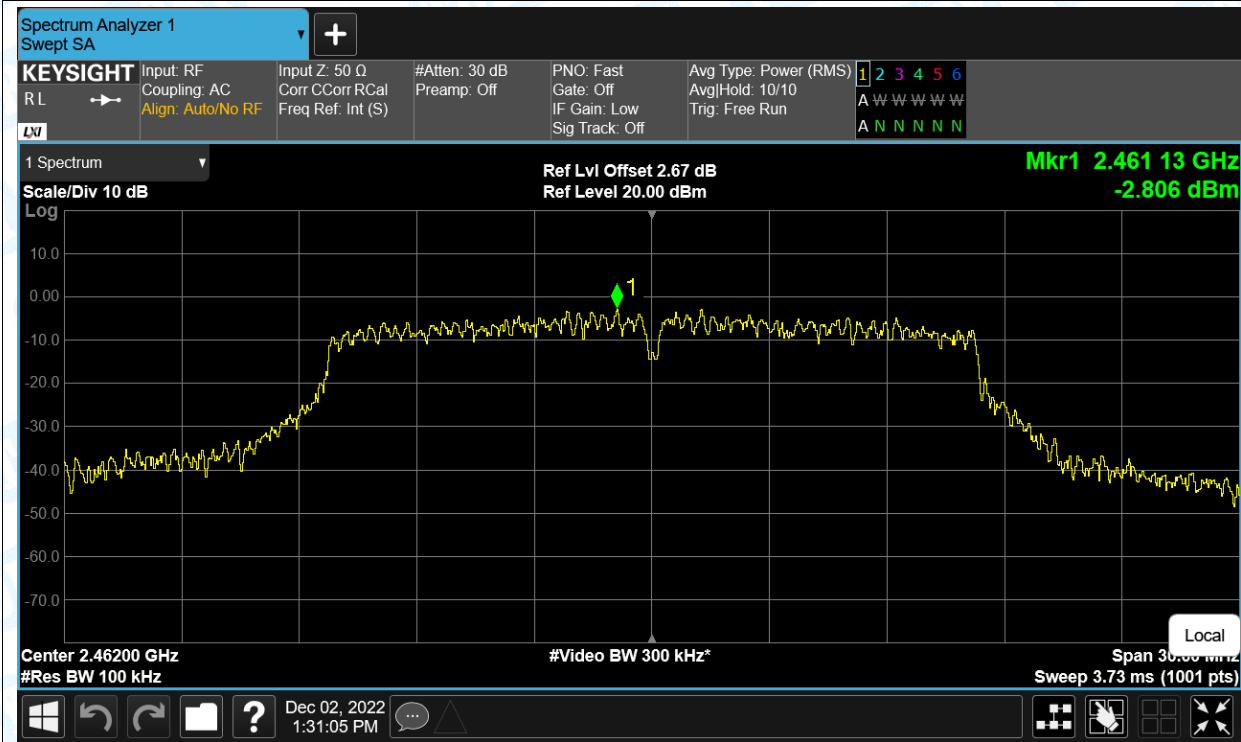 Spectrum Analyzer 1
Swept SA
+
KEYSIGHT
R L
LXI
Input: RF
Coupling: AC
Align: Auto/No RF
Input Z: 50 Ω
Corr CCorr RCal
Freq Ref: Int (S)
#Atten: 30 dB
Preamp: Off
PNO: Fast
Gate: Off
IF Gain: Low
Sig Track: Off
Avg Type: Power (RMS)
Avg|Hold: 10/10
Trig: Free Run
1 2 3 4 5 6
A W W W W W
A N N N N N
1 Spectrum
Scale/Div 10 dB
Log
Ref Lvl Offset 2.67 dB
Ref Level 20.00 dBm
Mkr1 2.461 13 GHz
-2.806 dBm
10.0
0.00
-10.0
-20.0
-30.0
-40.0
-50.0
-60.0
-70.0
1
Center 2.46200 GHz
#Res BW 100 kHz
#Video BW 300 kHz*
Local
Span 30.00 MHz
Sweep 3.73 ms (1001 pts)
?
Dec 02, 2022
1:31:05 PM